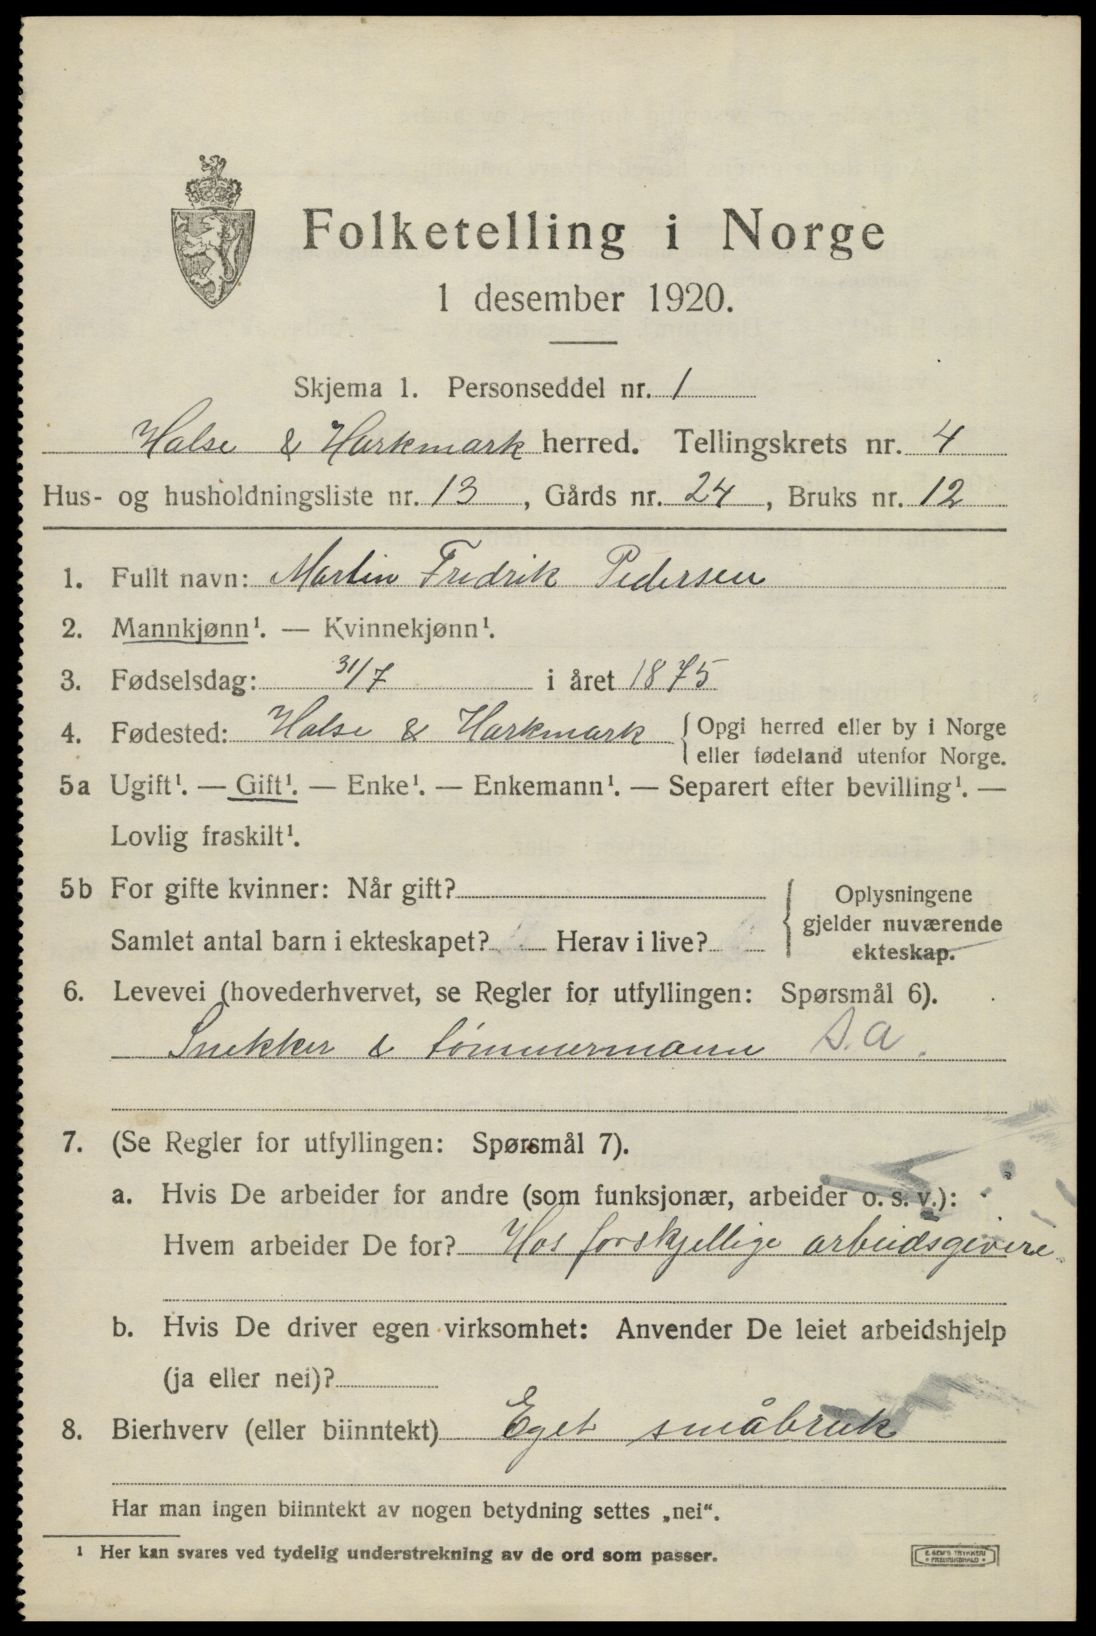 Folketelling i Norge
1 desember 1920.
Skjema 1. Personseddel nr. 1
Halse & Harkmark herred. Tellingskrets nr. 4
Hus- og husholdningsliste nr. 13, Gårds nr. 24, Bruks nr. 12
1. Fullt navn: Martin Fredrik Pedersen
2. Mannkjønn¹. — Kvinnekjønn¹.
3. Fødselsdag: 31/7 i året 1875
4. Fødested: Halse & Harkmark { Opgi herred eller by i Norge
eller fødeland utenfor Norge.
5a Ugift¹. — Gift¹. — Enke¹. — Enkemann¹. — Separert efter bevilling¹. —
Lovlig fraskilt¹.
5b For gifte kvinner: Når gift?
Samlet antal barn i ekteskapet? Herav i live?
Oplysningene
gjelder nuværende
ekteskap.
6. Levevei (hovederhvervet, se Regler for utfyllingen: Spørsmål 6).
Snekker & tømmermann S.A.
7. (Se Regler for utfyllingen: Spørsmål 7).
a. Hvis De arbeider for andre (som funksjonær, arbeider o. s. v.):
Hvem arbeider De for? Hos forskjellige arbeidsgivere.
b. Hvis De driver egen virksomhet: Anvender De leiet arbeidshjelp
(ja eller nei)?
8. Bierhverv (eller biinntekt) Eget småbruk
Har man ingen biinntekt av nogen betydning settes „nei“.
¹ Her kan svares ved tydelig understrekning av de ord som passer.